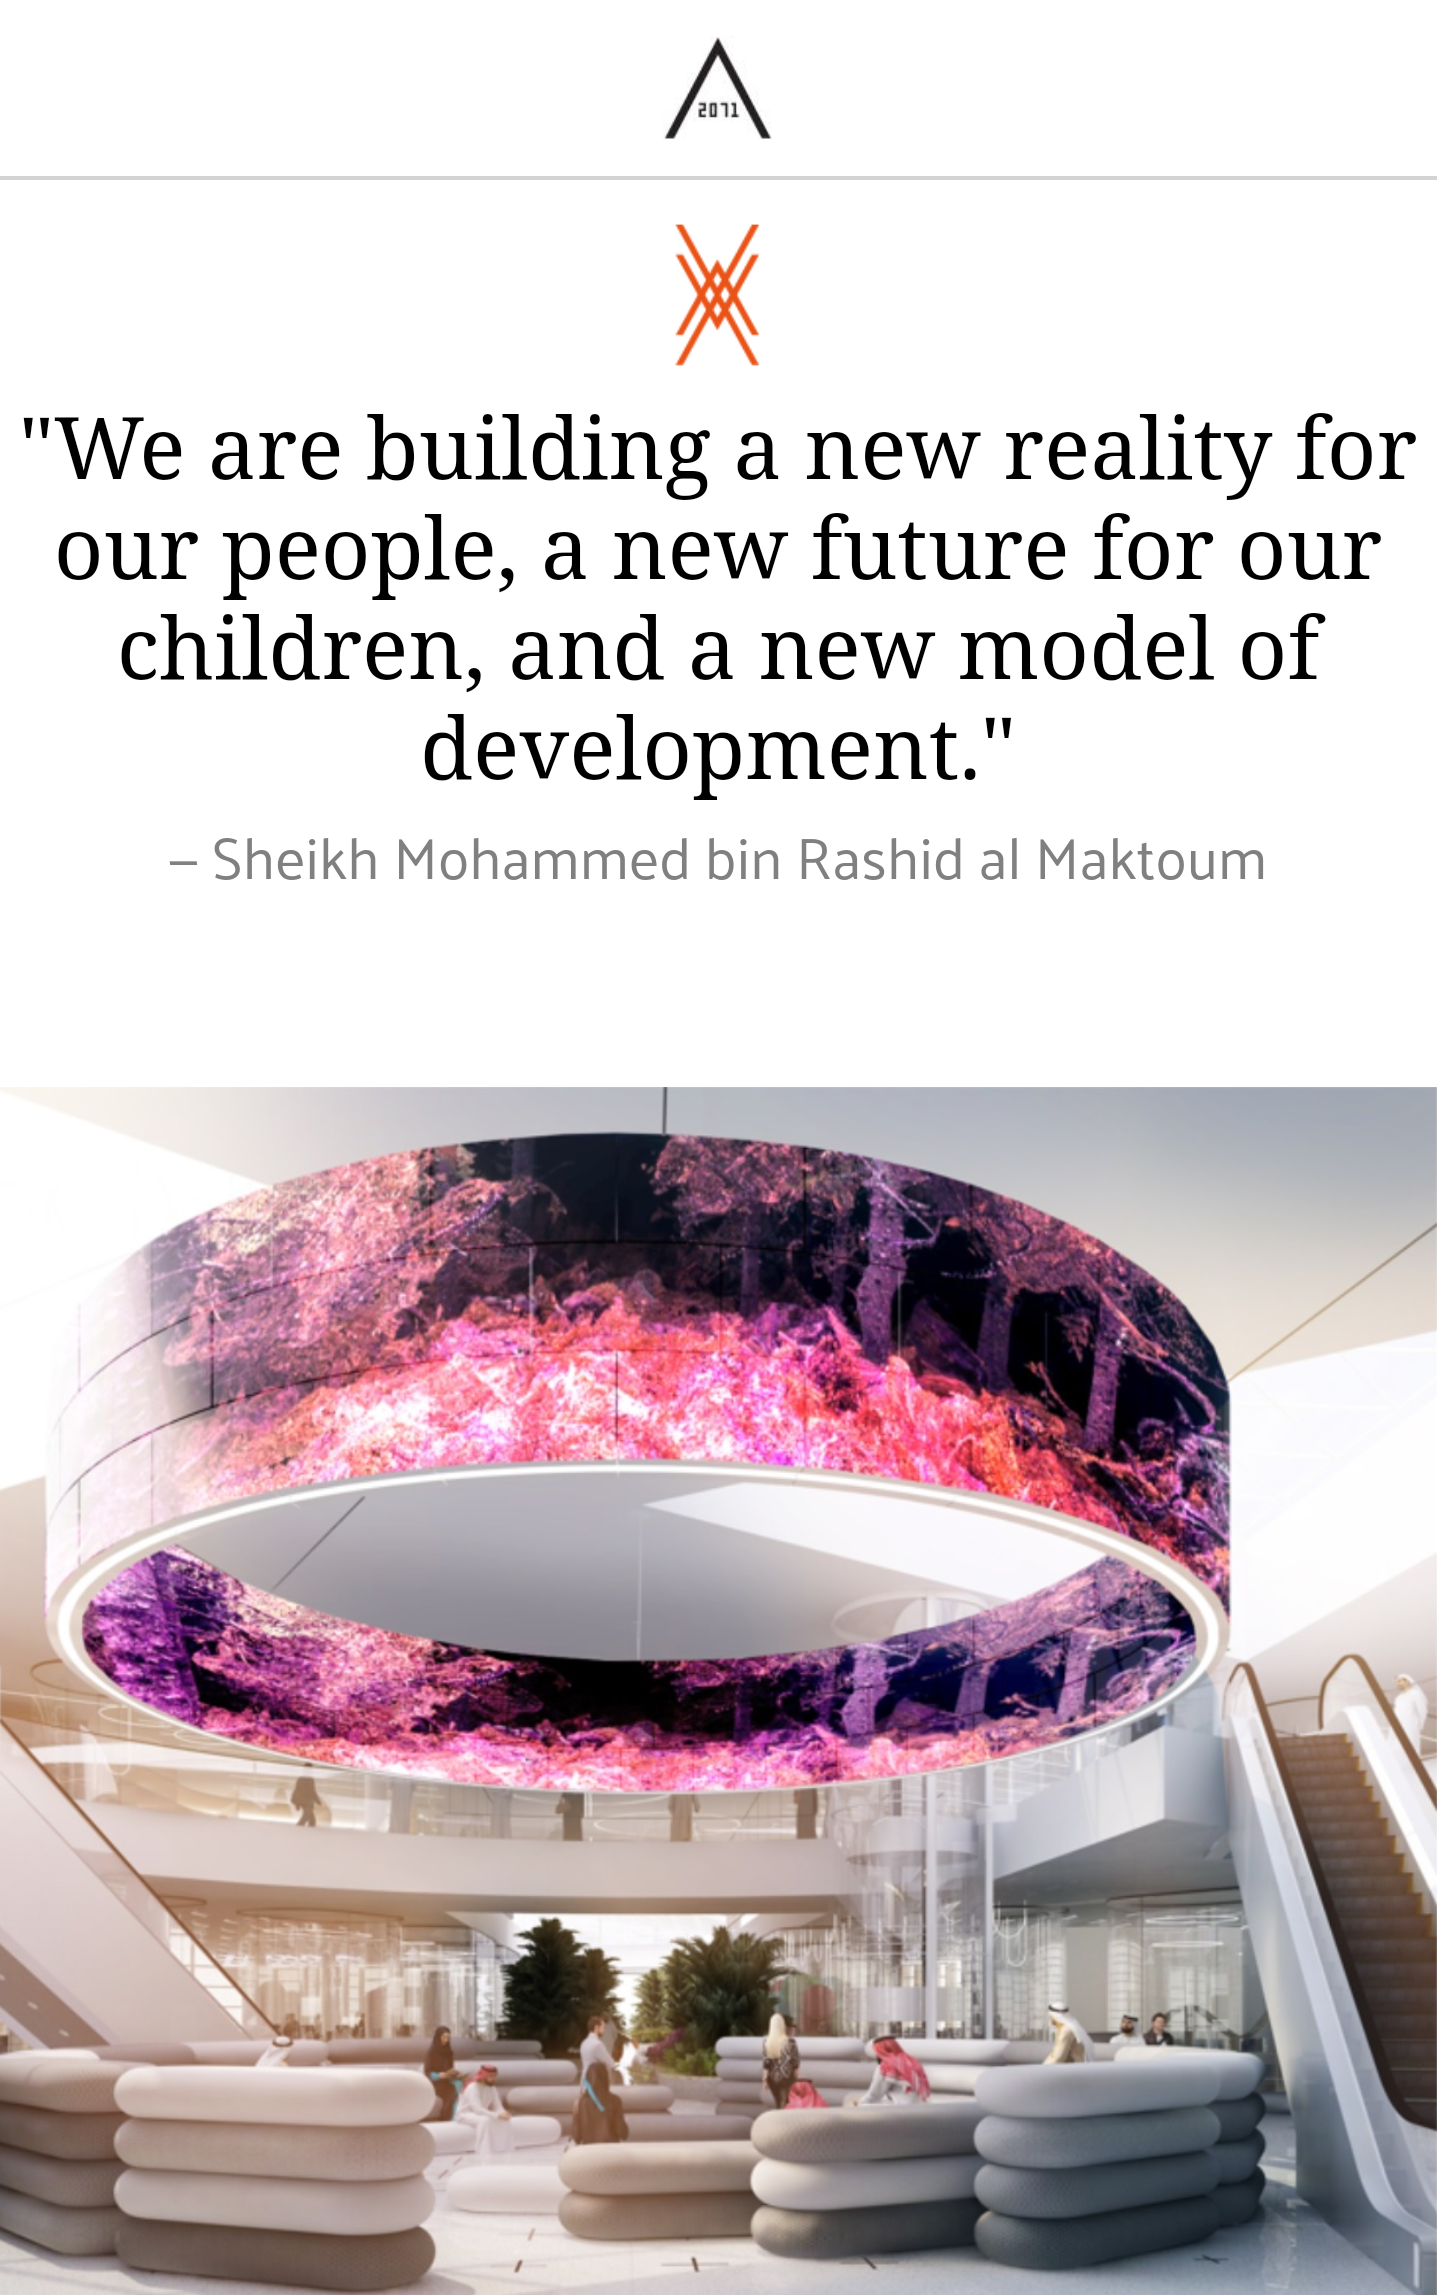 2071
"We are building a new reality for
our people, a new future for our
children, and a new model of
development."
– Sheikh Mohammed bin Rashid al Maktoum